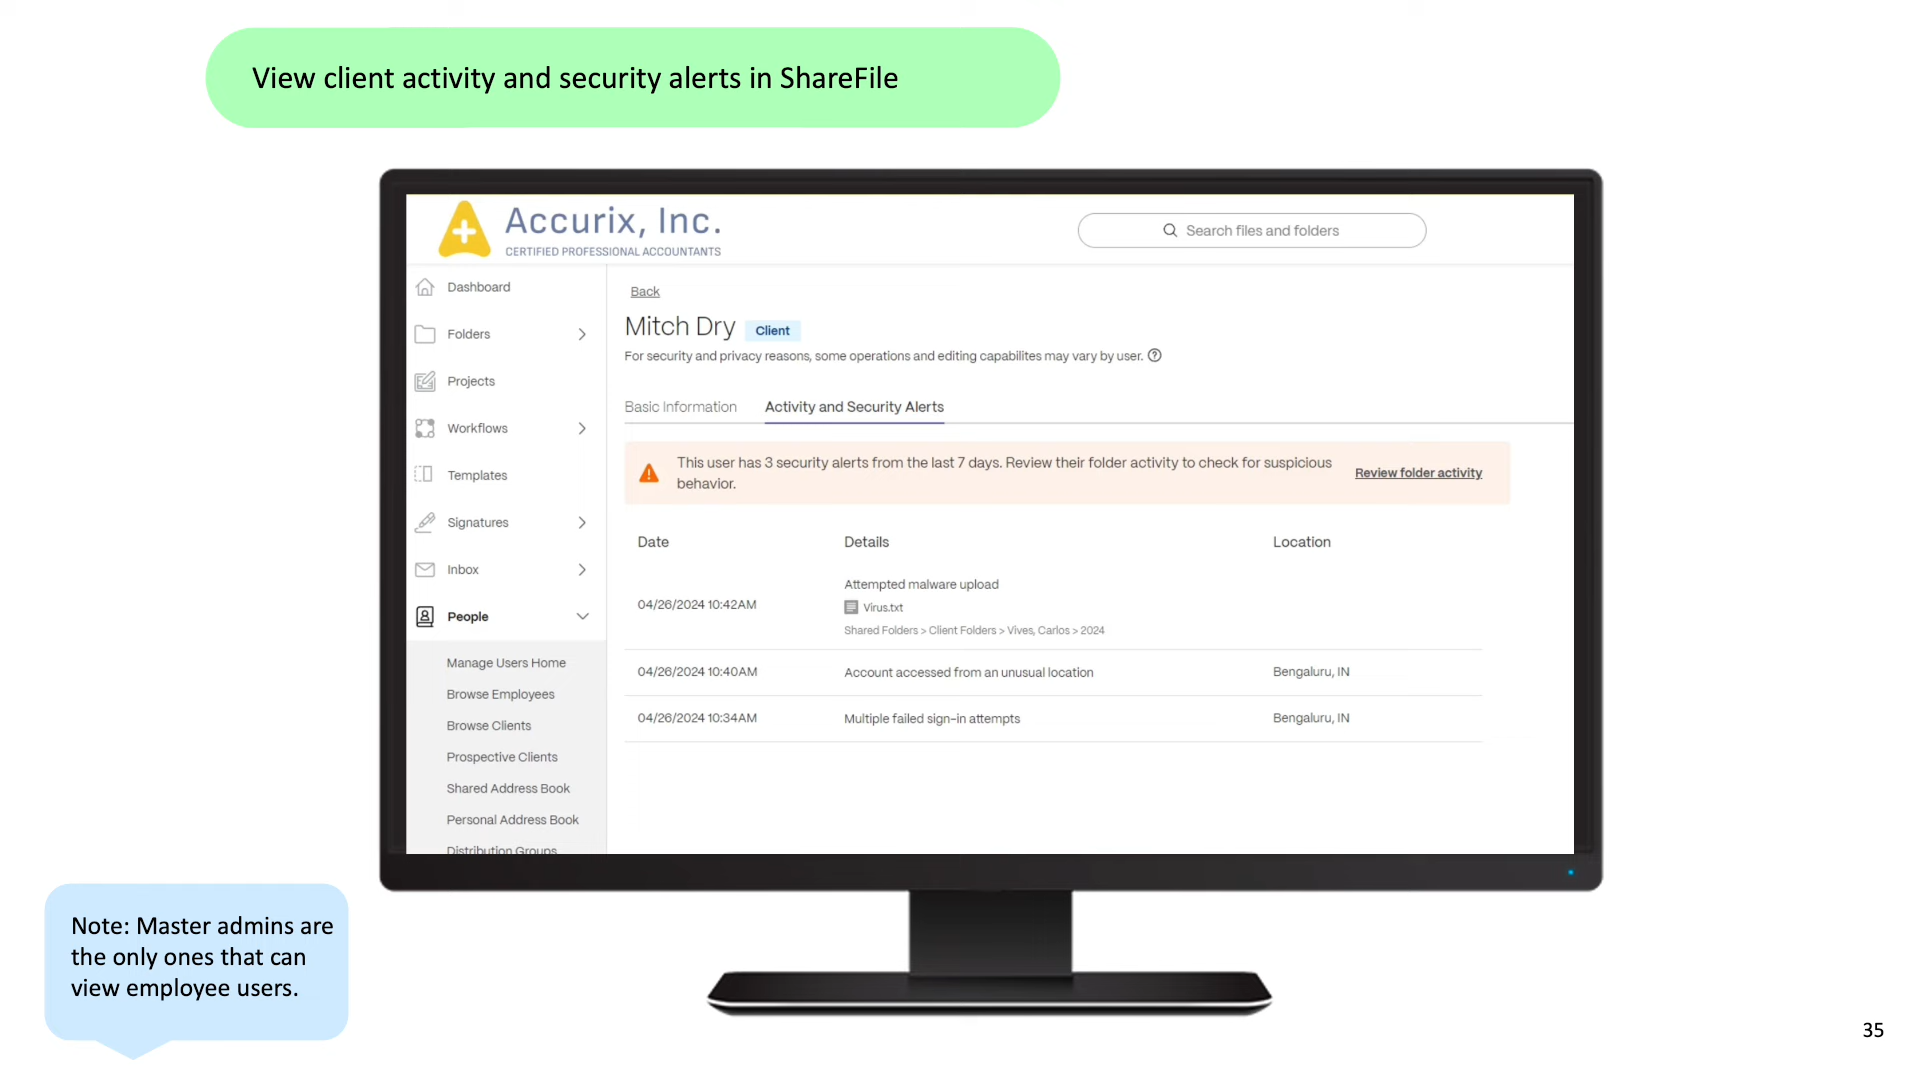 View client activity and security alerts in ShareFile
Accurix, Inc.
CERTIFIED PROFESSIONAL ACCOUNTANTS
Search files and folders
Dashboard
Folders
Projects
Workflows
Templates
Signatures
Inbox
People
Manage Users Home
Browse Employees
Browse Clients
Prospective Clients
Shared Address Book
Personal Address Book
Distribution Groups
Back
Mitch Dry Client
For security and privacy reasons, some operations and editing capabilites may vary by user.
Basic Information Activity and Security Alerts
This user has 3 security alerts from the last 7 days. Review their folder activity to check for suspicious
behavior.
Review folder activity
Date Details Location
04/26/2024 10:42AM
Attempted malware upload
Virus.txt
Shared Folders > Client Folders > Vives, Carlos > 2024
04/26/2024 10:40AM Account accessed from an unusual location Bengaluru, IN
04/26/2024 10:34AM Multiple failed sign-in attempts Bengaluru, IN
Note: Master admins are
the only ones that can
view employee users.
35